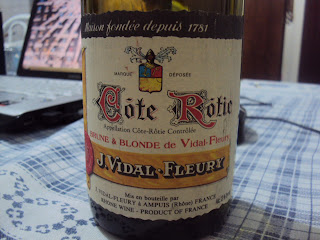 Maison fondée depuis 1781
MARQUE DÉPOSÉE
Côte Rôtie
Appellation Côte-Rôtie Contrôlée
BRUNE & BLONDE de Vidal-Fleury
J. VIDAL-FLEURY
Mis en bouteille par
J. VIDAL-FLEURY à AMPUIS (Rhône) FRANCE
RHONE WINE - PRODUCT OF FRANCE